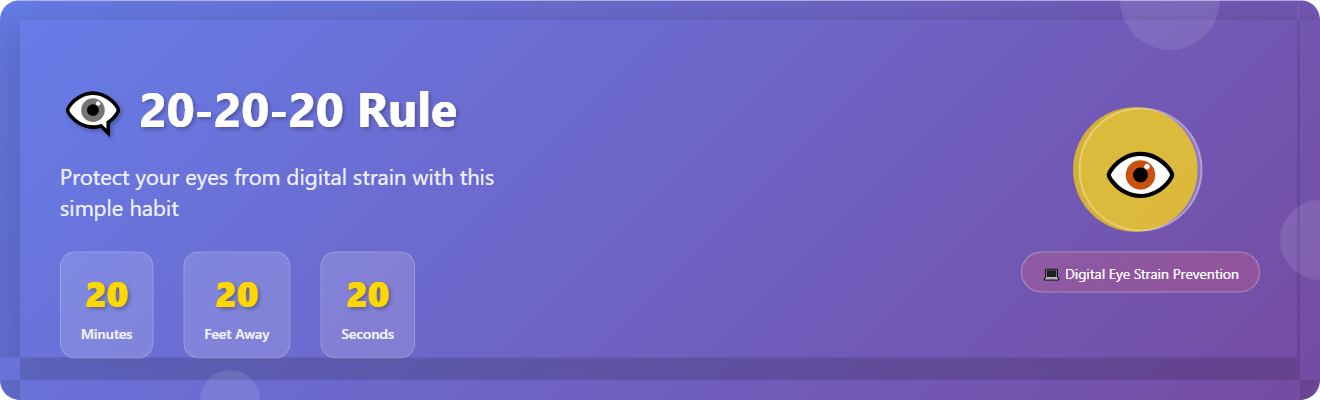 20-20-20 Rule
Protect your eyes from digital strain with this
simple habit
20 20 20
Minutes Feet Away Seconds
Digital Eye Strain Prevention